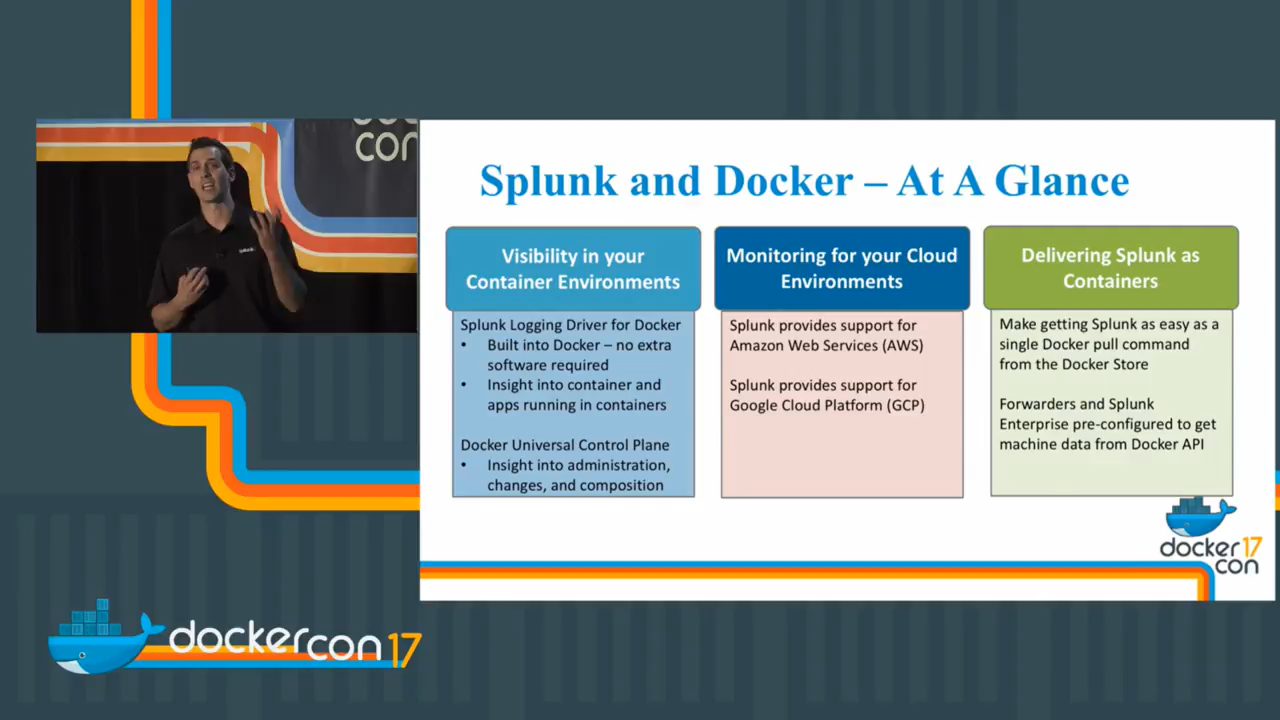 con
splunk>
Splunk and Docker – At A Glance
Visibility in your
Container Environments
Splunk Logging Driver for Docker
• Built into Docker – no extra
software required
• Insight into container and
apps running in containers
Docker Universal Control Plane
• Insight into administration,
changes, and composition
Monitoring for your Cloud
Environments
Splunk provides support for
Amazon Web Services (AWS)
Splunk provides support for
Google Cloud Platform (GCP)
Delivering Splunk as
Containers
Make getting Splunk as easy as a
single Docker pull command
from the Docker Store
Forwarders and Splunk
Enterprise pre-configured to get
machine data from Docker API
docker 17
con
dockercon 17